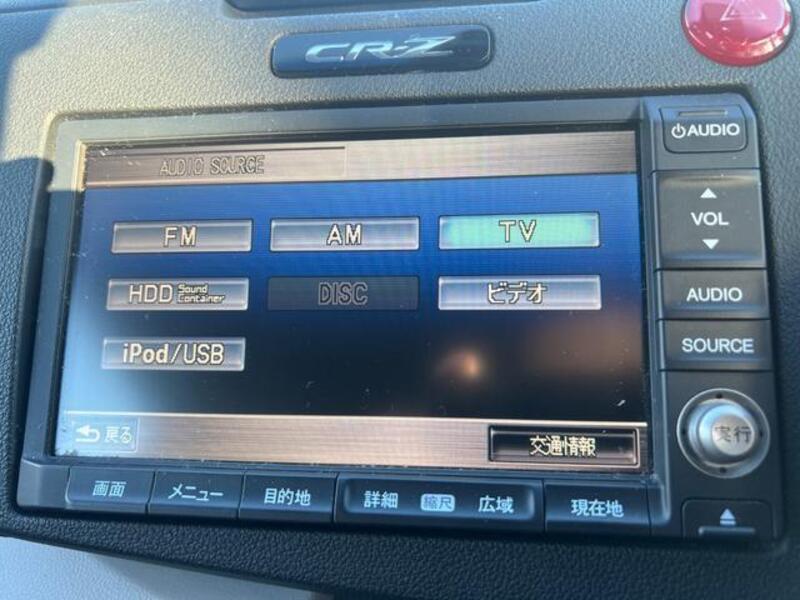 CR-Z
AUDIO
AUDIO SOURCE
VOL
FM AM TV
HDD Sound Container DISC ビデオ
AUDIO
iPod/USB
SOURCE
戻る 交通情報
実行
画面 メニュー 目的地 詳細 縮尺 広域 現在地